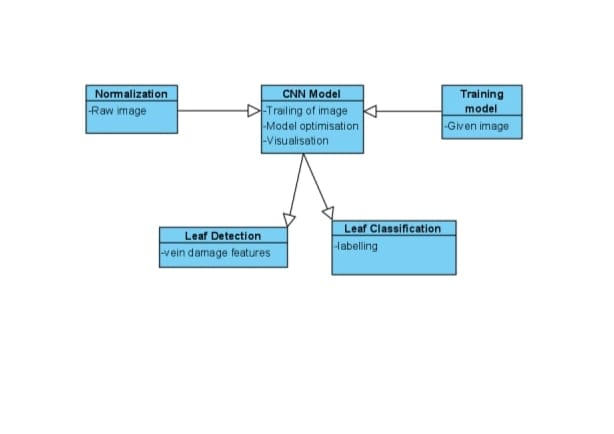 Normalization
-Raw image
CNN Model
-Trailing of image
-Model optimisation
-Visualisation
Training
model
-Given image
Leaf Detection
-vein damage features
Leaf Classification
-labelling